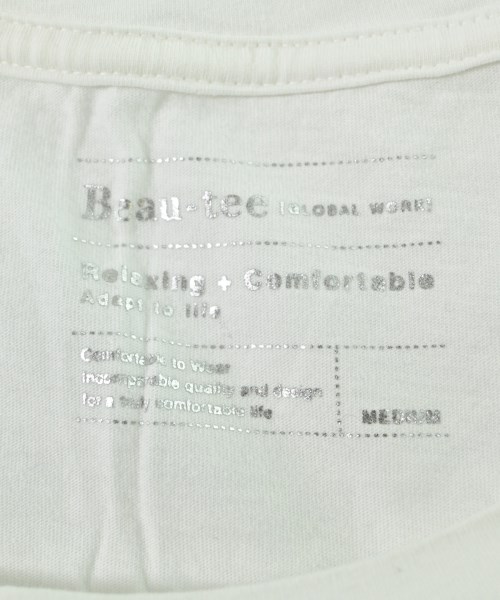 Beau-tee [GLOBAL WORK]
Relaxing + Comfortable
Adapt to life
Comfortable to Wear
Incomparable quality and design
for a truly comfortable life
MEDIUM